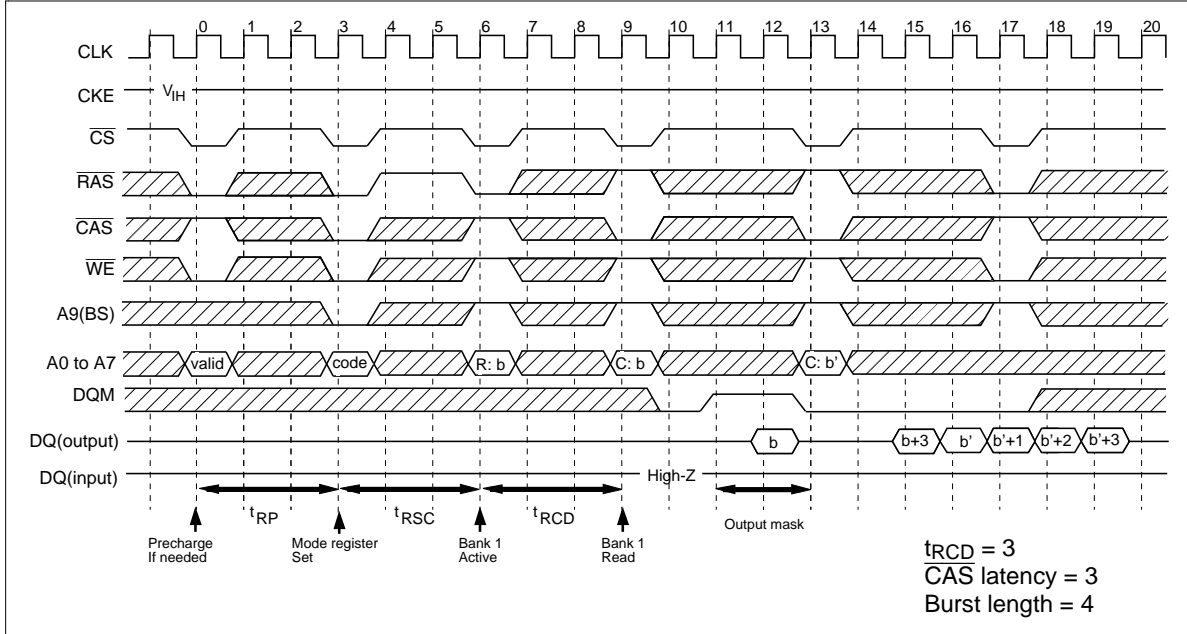 0 1 2 3 4 5 6 7 8 9 10 11 12 13 14 15 16 17 18 19 20
CLK
CKE
VIH
CS
RAS
CAS
WE
A9(BS)
A0 to A7 valid code R: b C: b C: b'
DQM
DQ(output) b b+3 b' b'+1 b'+2 b'+3
DQ(input) High-Z
tRP tRSC tRCD Output mask
Precharge
If needed
Mode register
Set
Bank 1
Active
Bank 1
Read
tRCD = 3
CAS latency = 3
Burst length = 4